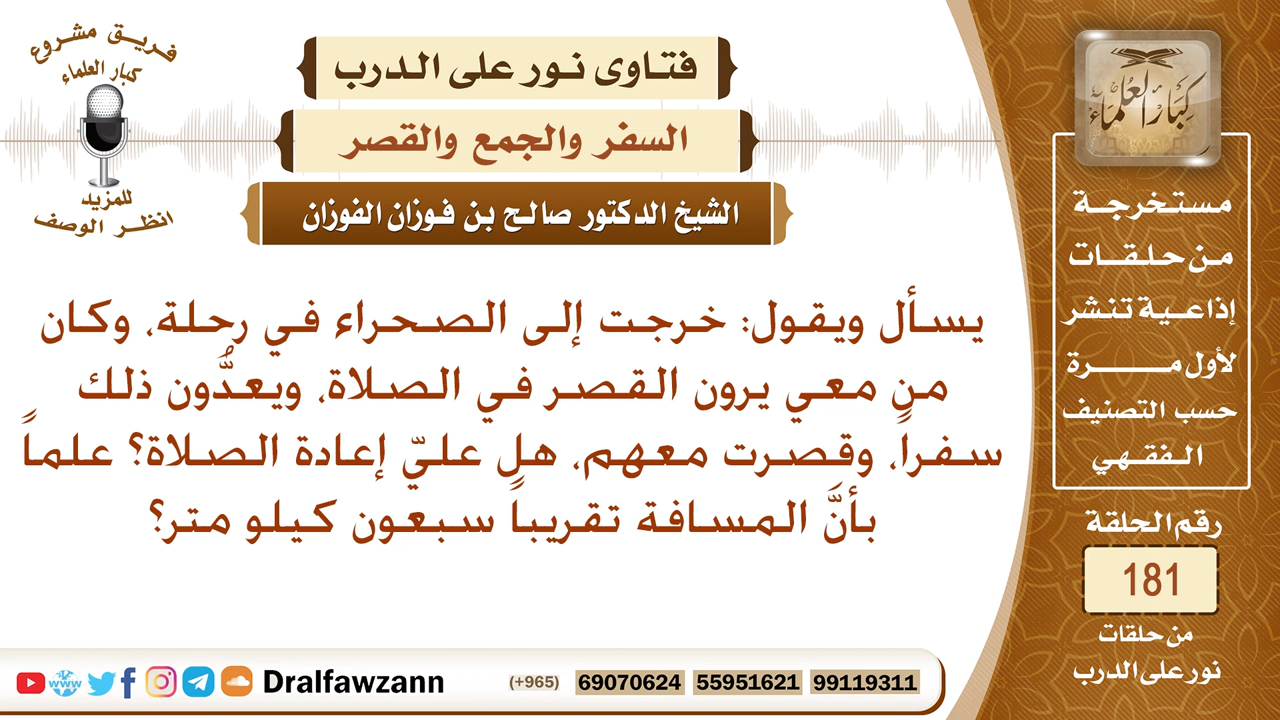 فريق مشروع
كبار العلماء
للمزيد
انظر الوصف
فتاوى نور على الدرب
السفر والجمع والقصر
الشيخ الدكتور صالح بن فوزان الفوزان
يسأل ويقول: خرجت إلى الصحراء في رحلة، وكان
من معي يرون القصر في الصلاة، ويعدُّون ذلك
سفراً، وقصرت معهم، هل عليّ إعادة الصلاة؟ علماً
بأنَّ المسافة تقريباً سبعون كيلو متر؟
كبار العلماء
مستخرجة
من حلقات
إذاعية تنشر
لأول مرة
حسب التصنيف
الفقهي
رقم الحلقة
181
من حلقات
نور على الدرب
www Dralfawzann (+965) 69070624 55951621 99119311